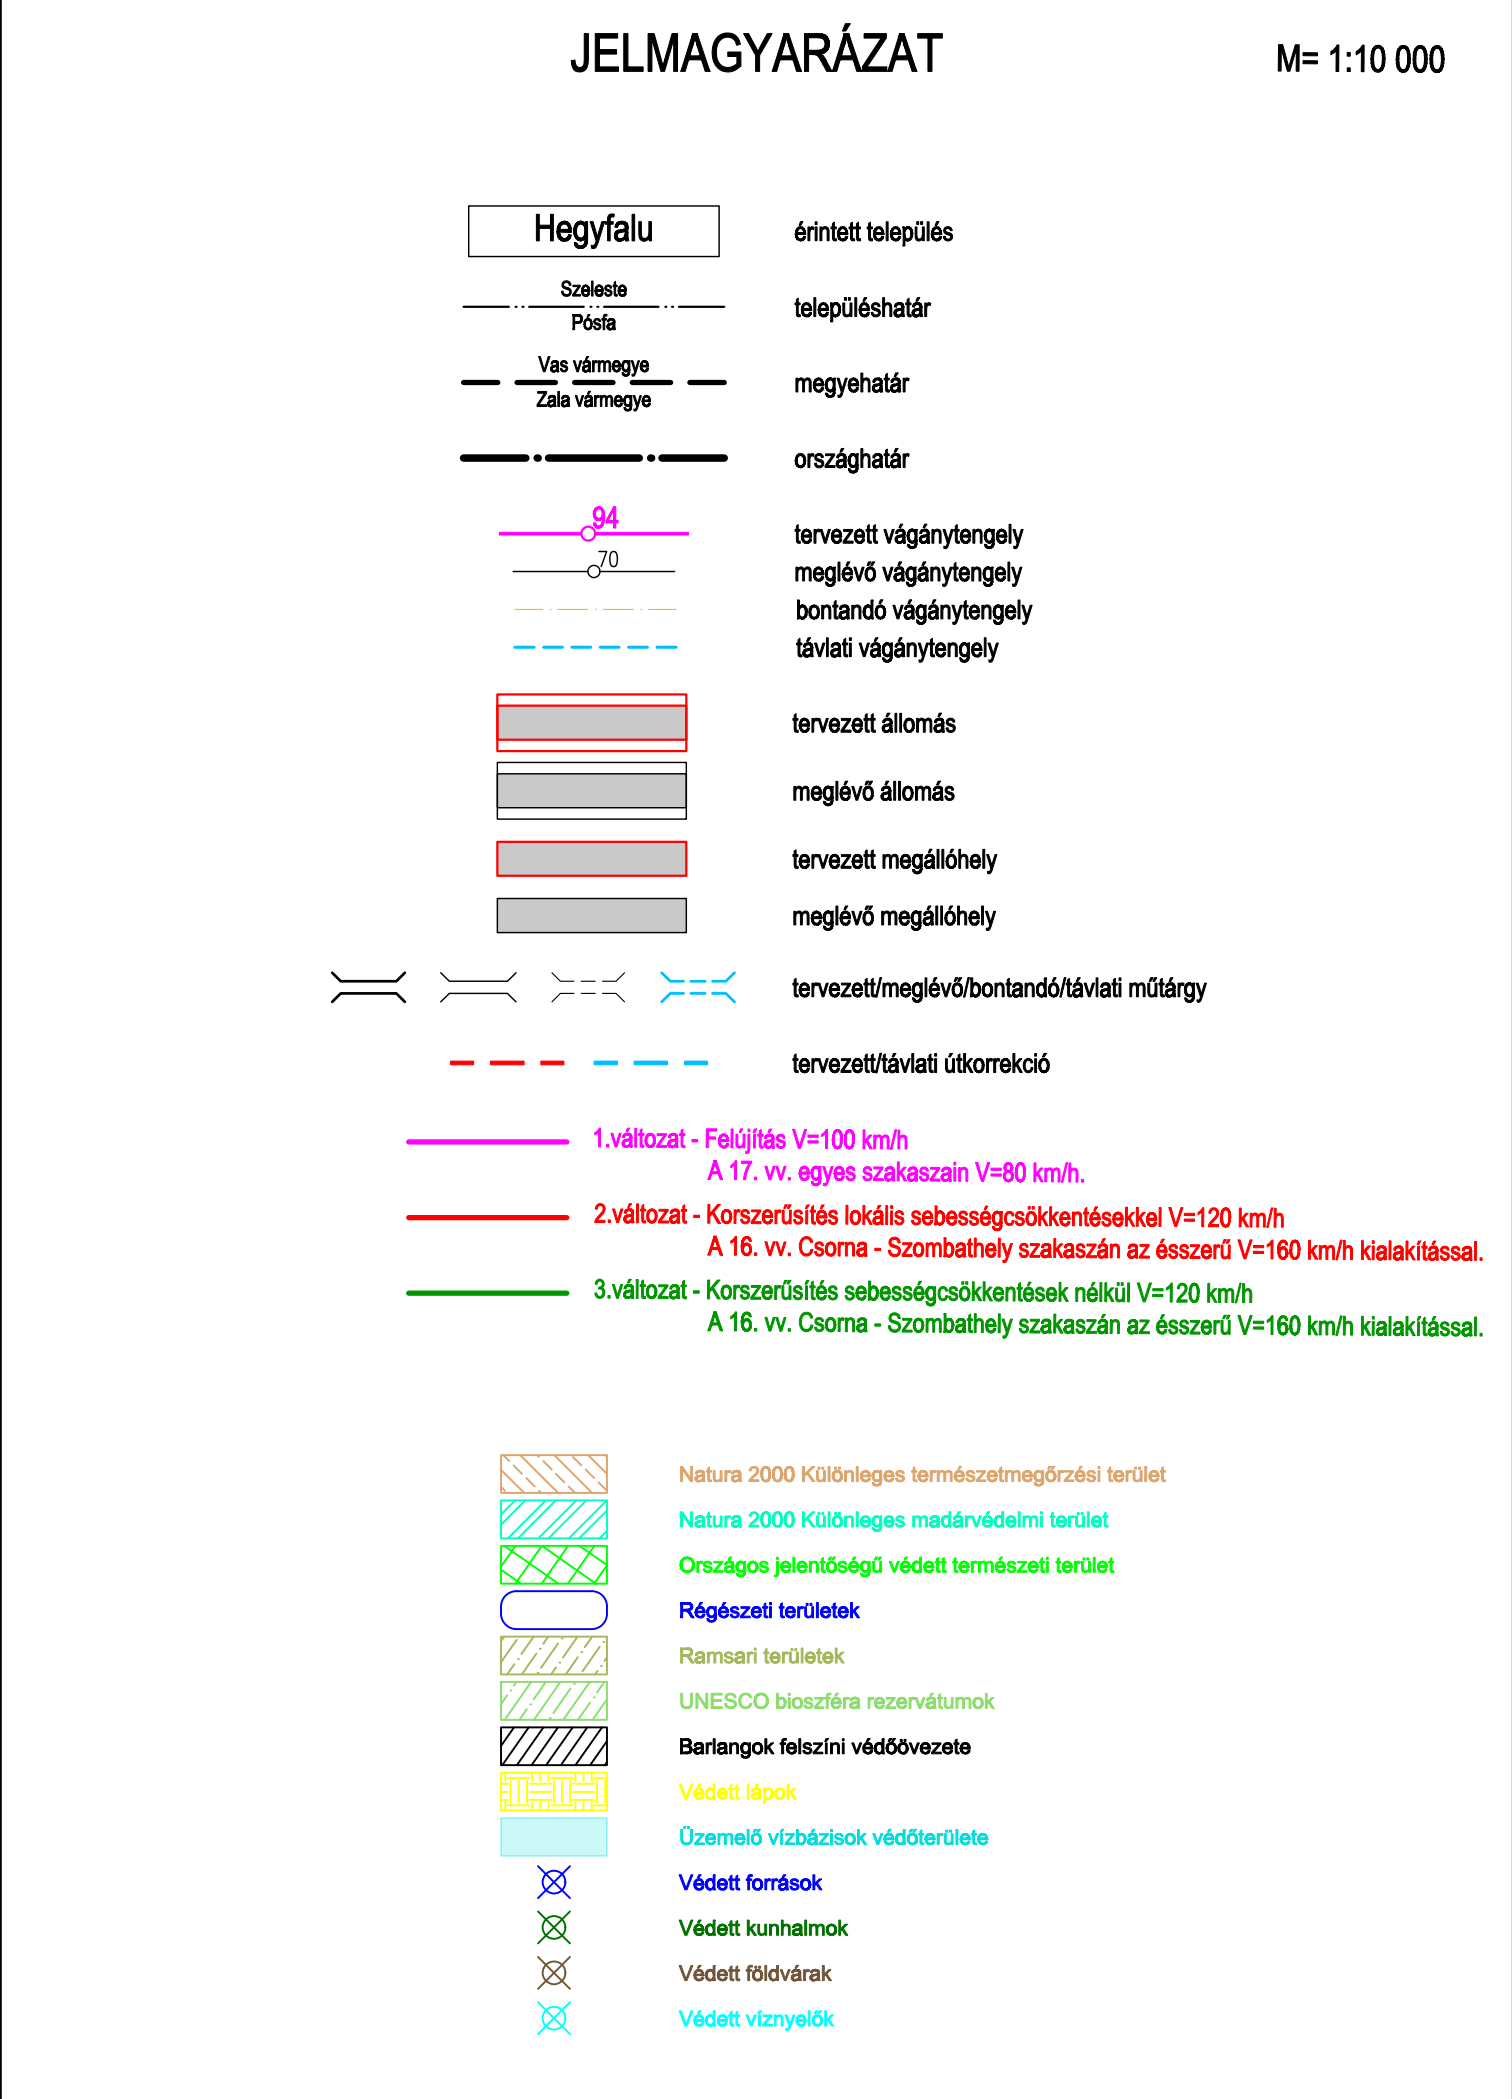 JELMAGYARÁZAT
M= 1:10 000
Hegyfalu
érintett település
Szeleste
Pósfa
településhatár
Vas vármegye
Zala vármegye
megyehatár
országhatár
94
tervezett vágánytengely
70
meglévő vágánytengely
bontandó vágánytengely
távlati vágánytengely
tervezett állomás
meglévő állomás
tervezett megállóhely
meglévő megállóhely
tervezett/meglévő/bontandó/távlati műtárgy
tervezett/távlati útkorrekció
1.változat - Felújítás V=100 km/h
A 17. vv. egyes szakaszain V=80 km/h.
2.változat - Korszerűsítés lokális sebességcsökkentésekkel V=120 km/h
A 16. vv. Csorna - Szombathely szakaszán az ésszerű V=160 km/h kialakítással.
3.változat - Korszerűsítés sebességcsökkentések nélkül V=120 km/h
A 16. vv. Csorna - Szombathely szakaszán az ésszerű V=160 km/h kialakítással.
Natura 2000 Különleges természetmegőrzési terület
Natura 2000 Különleges madárvédelmi terület
Országos jelentőségű védett természeti terület
Régészeti területek
Ramsari területek
UNESCO bioszféra rezervátumok
Barlangok felszíni védőövezete
Védett lápok
Üzemelő vízbázisok védőterülete
Védett források
Védett kunhalmok
Védett földvárak
Védett víznyelők